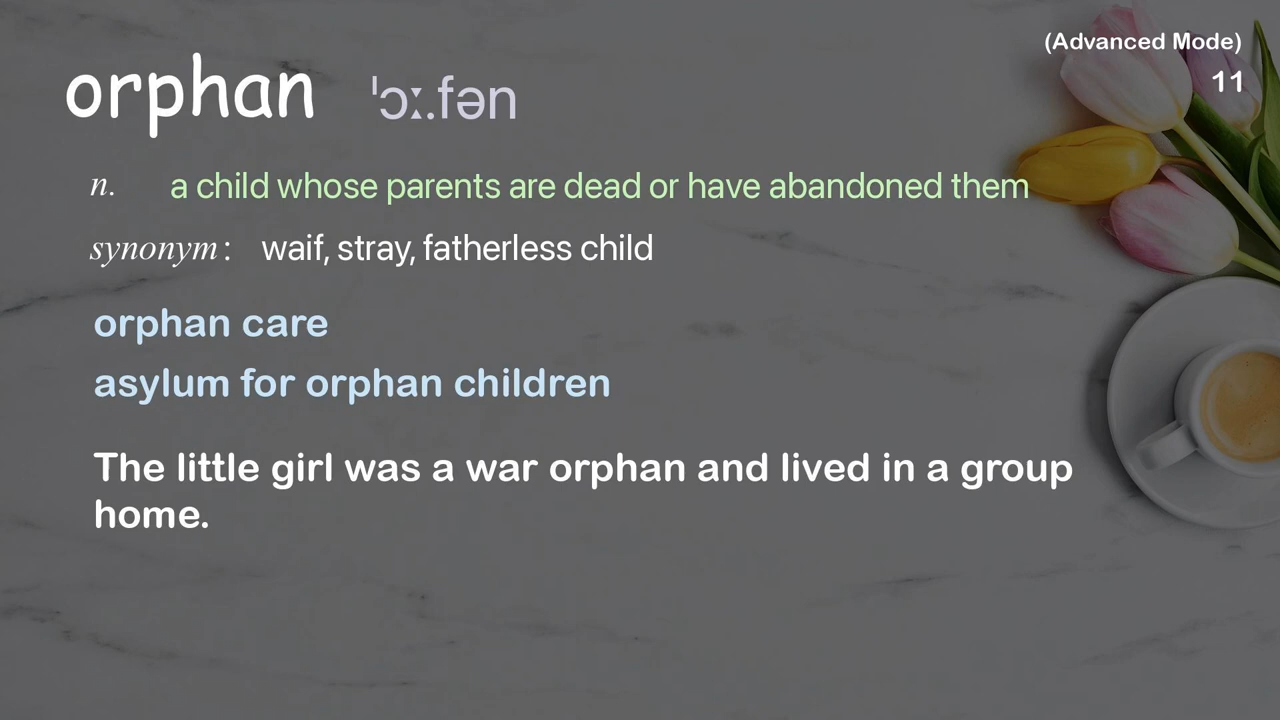 (Advanced Mode)
11
orphan ˈɔː.fən
n. a child whose parents are dead or have abandoned them
synonym: waif, stray, fatherless child
orphan care
asylum for orphan children
The little girl was a war orphan and lived in a group
home.